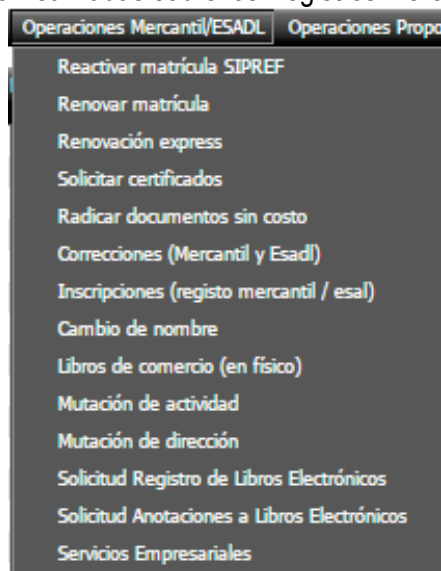 Operaciones Mercantil/ESADL Operaciones Propo
Reactivar matrícula SIPREF
Renovar matrícula
Renovación express
Solicitar certificados
Radicar documentos sin costo
Correcciones (Mercantil y Esadl)
Inscripciones (registo mercantil / esal)
Cambio de nombre
Libros de comercio (en físico)
Mutación de actividad
Mutación de dirección
Solicitud Registro de Libros Electrónicos
Solicitud Anotaciones a Libros Electrónicos
Servicios Empresariales